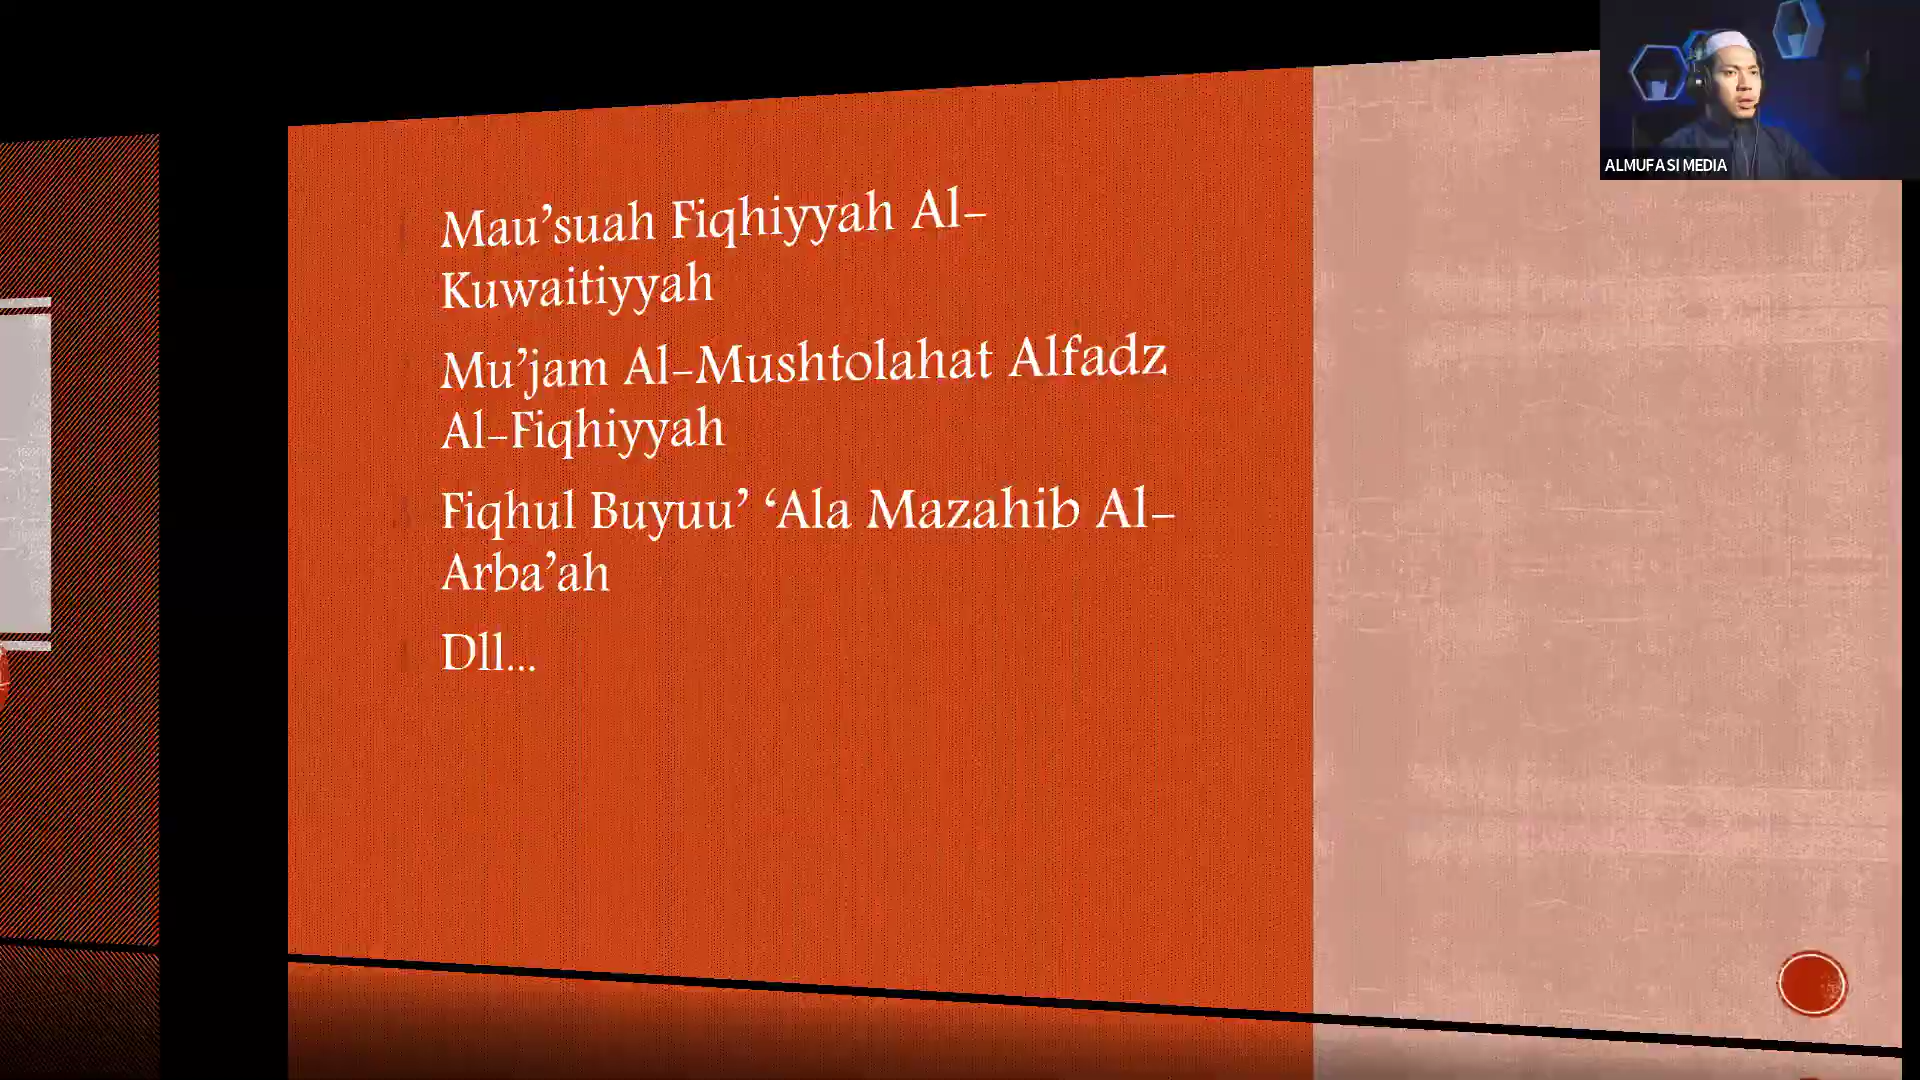 Mau’suah Fiqhiyyah Al-
Kuwaitiyyah
Mu’jam Al-Mushtolahat Alfadz
Al-Fiqhiyyah
Fiqhul Buyuu’ ‘Ala Mazahib Al-
Arba’ah
Dll...
ALMUFASI MEDIA